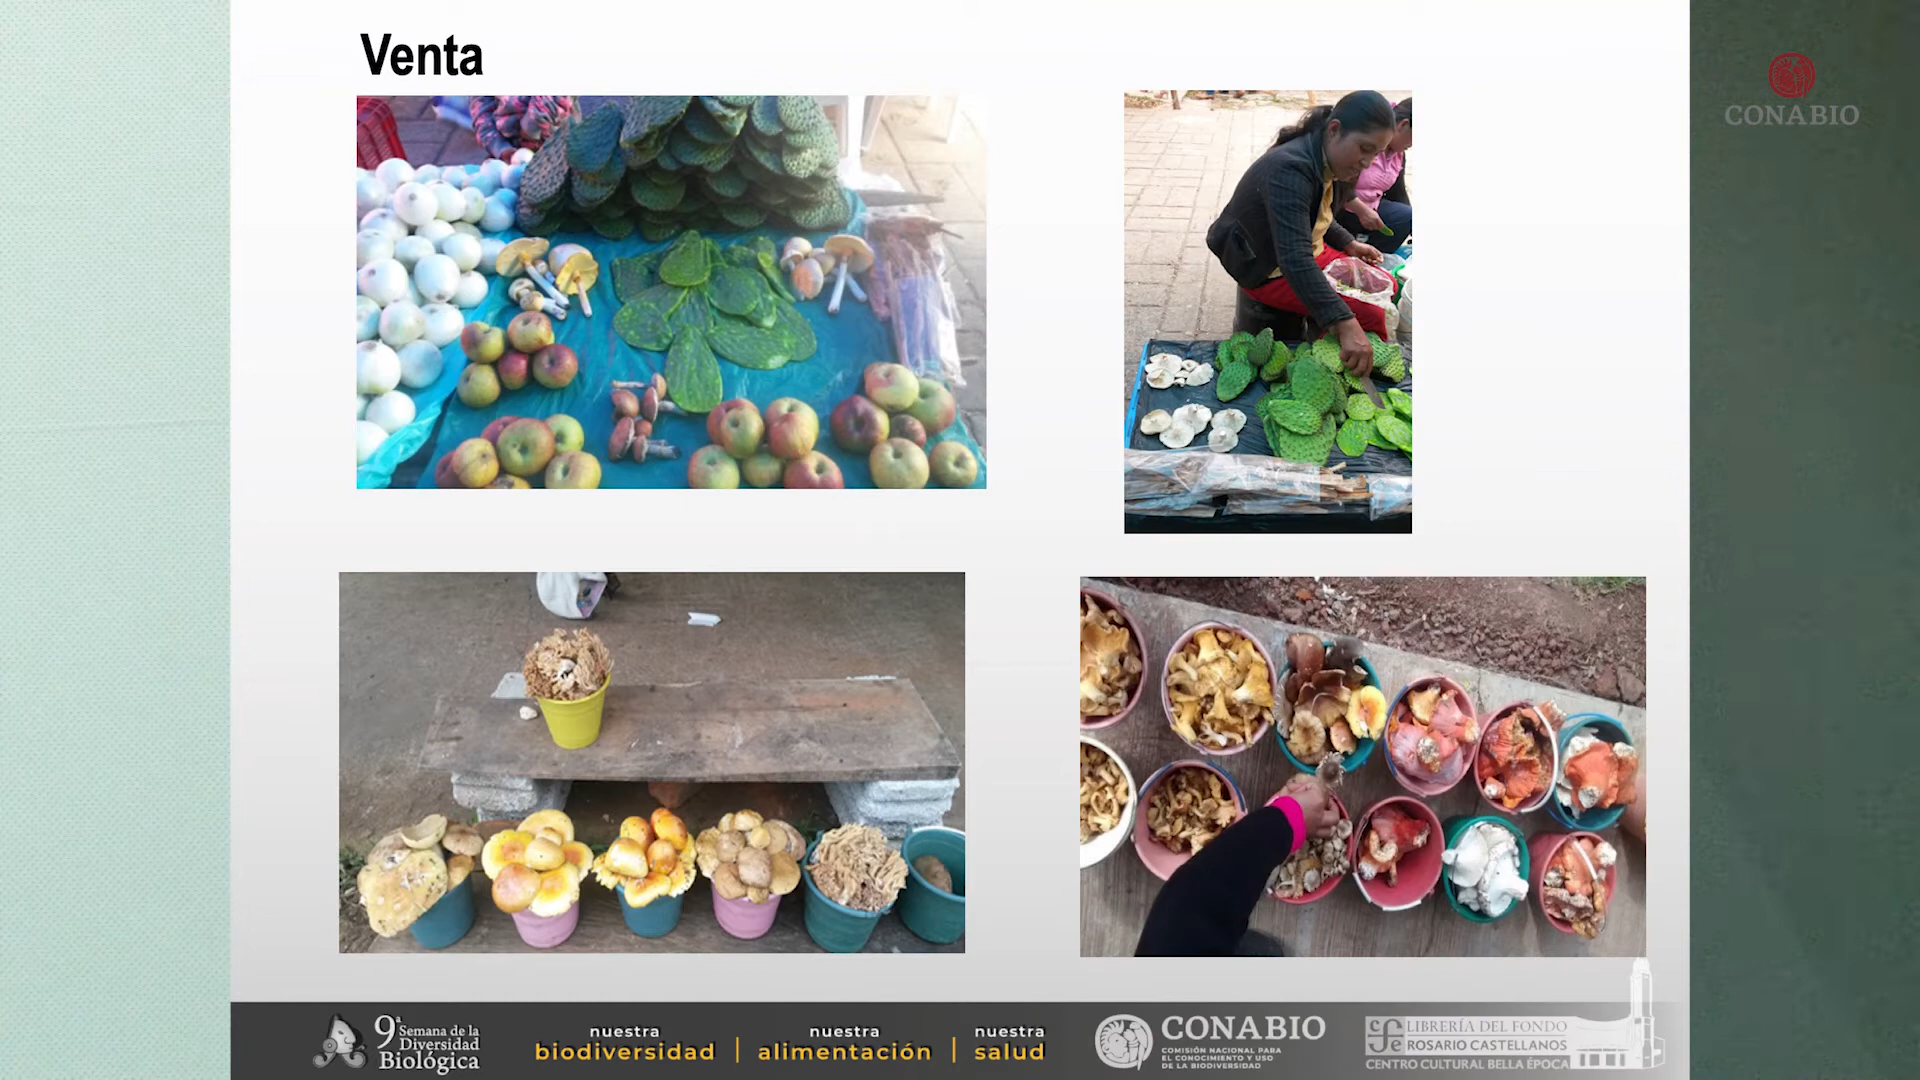 Venta
CONABIO
9ª Semana de la
Diversidad
Biológica
nuestra
biodiversidad
nuestra
alimentación
nuestra
salud
CONABIO
COMISIÓN NACIONAL PARA
EL CONOCIMIENTO Y USO
DE LA BIODIVERSIDAD
cfe
LIBRERÍA DEL FONDO
ROSARIO CASTELLANOS
CENTRO CULTURAL BELLA ÉPOCA